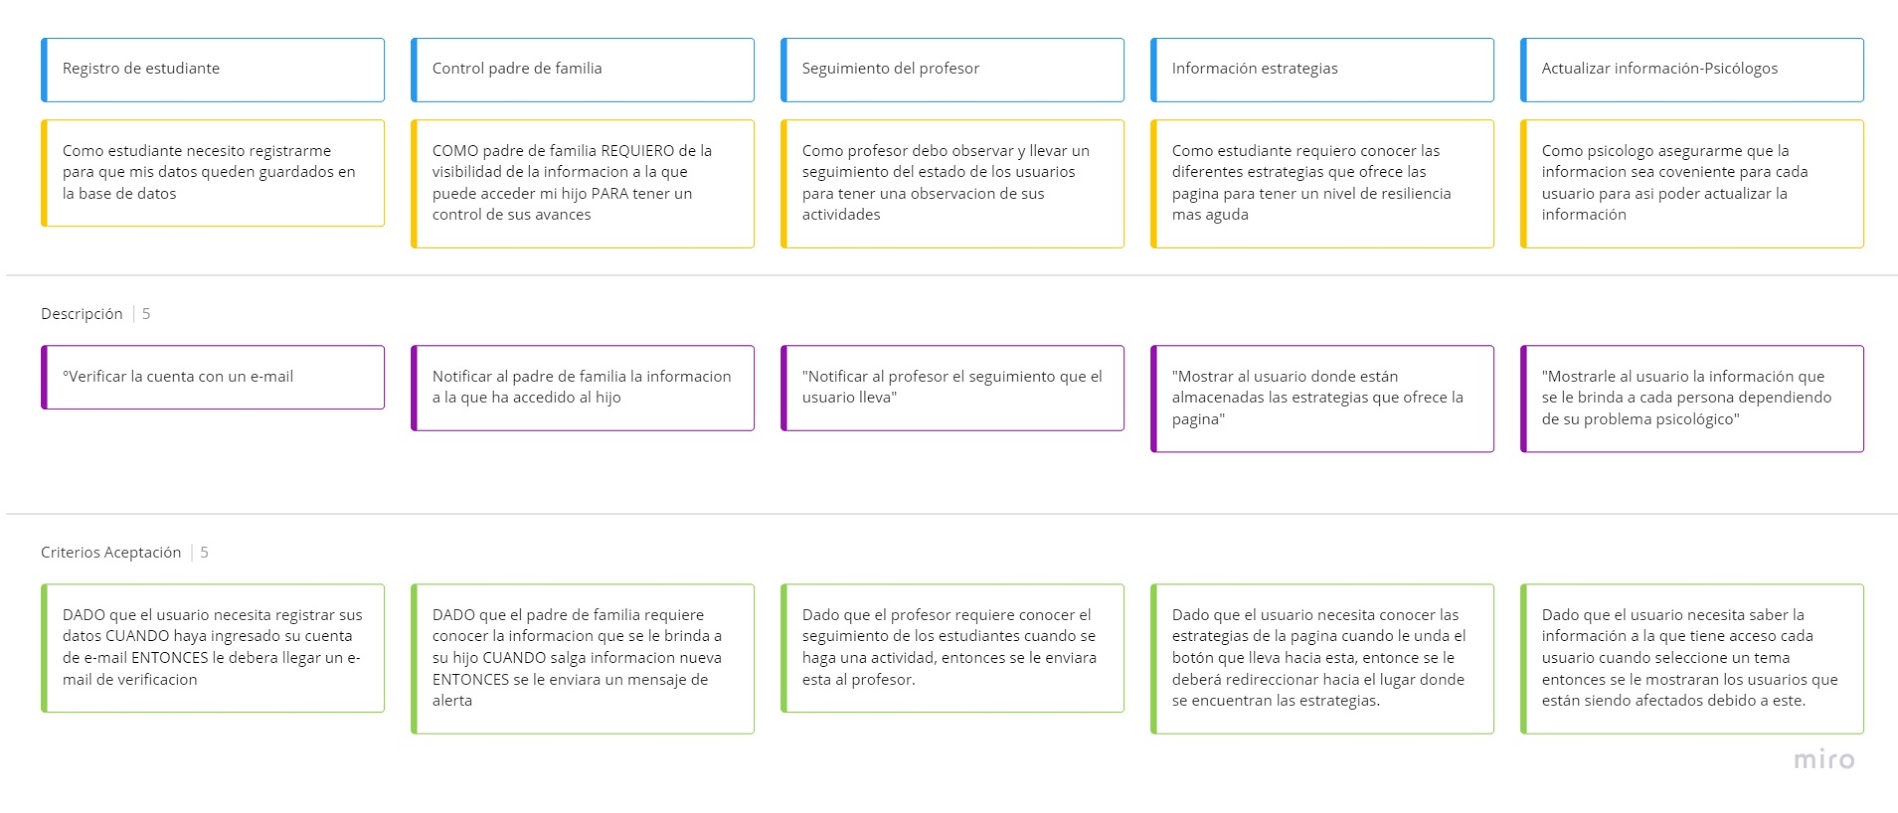 Registro de estudiante
Control padre de familia
Seguimiento del profesor
Información estrategias
Actualizar información-Psicólogos
Como estudiante necesito registrarme
para que mis datos queden guardados en
la base de datos
COMO padre de familia REQUIERO de la
visibilidad de la informacion a la que
puede acceder mi hijo PARA tener un
control de sus avances
Como profesor debo observar y llevar un
seguimiento del estado de los usuarios
para tener una observacion de sus
actividades
Como estudiante requiero conocer las
diferentes estrategias que ofrece las
pagina para tener un nivel de resiliencia
mas aguda
Como psicologo asegurarme que la
informacion sea coveniente para cada
usuario para asi poder actualizar la
información
Descripción | 5
°Verificar la cuenta con un e-mail
Notificar al padre de familia la informacion
a la que ha accedido al hijo
"Notificar al profesor el seguimiento que el
usuario lleva"
"Mostrar al usuario donde están
almacenadas las estrategias que ofrece la
pagina"
"Mostrarle al usuario la información que
se le brinda a cada persona dependiendo
de su problema psicológico"
Criterios Aceptación | 5
DADO que el usuario necesita registrar sus
datos CUANDO haya ingresado su cuenta
de e-mail ENTONCES le debera llegar un e-
mail de verificacion
DADO que el padre de familia requiere
conocer la informacion que se le brinda a
su hijo CUANDO salga informacion nueva
ENTONCES se le enviara un mensaje de
alerta
Dado que el profesor requiere conocer el
seguimiento de los estudiantes cuando se
haga una actividad, entonces se le enviara
esta al profesor.
Dado que el usuario necesita conocer las
estrategias de la pagina cuando le unda el
botón que lleva hacia esta, entonce se le
deberá redireccionar hacia el lugar donde
se encuentran las estrategias.
Dado que el usuario necesita saber la
información a la que tiene acceso cada
usuario cuando seleccione un tema
entonces se le mostraran los usuarios que
están siendo afectados debido a este.
miro